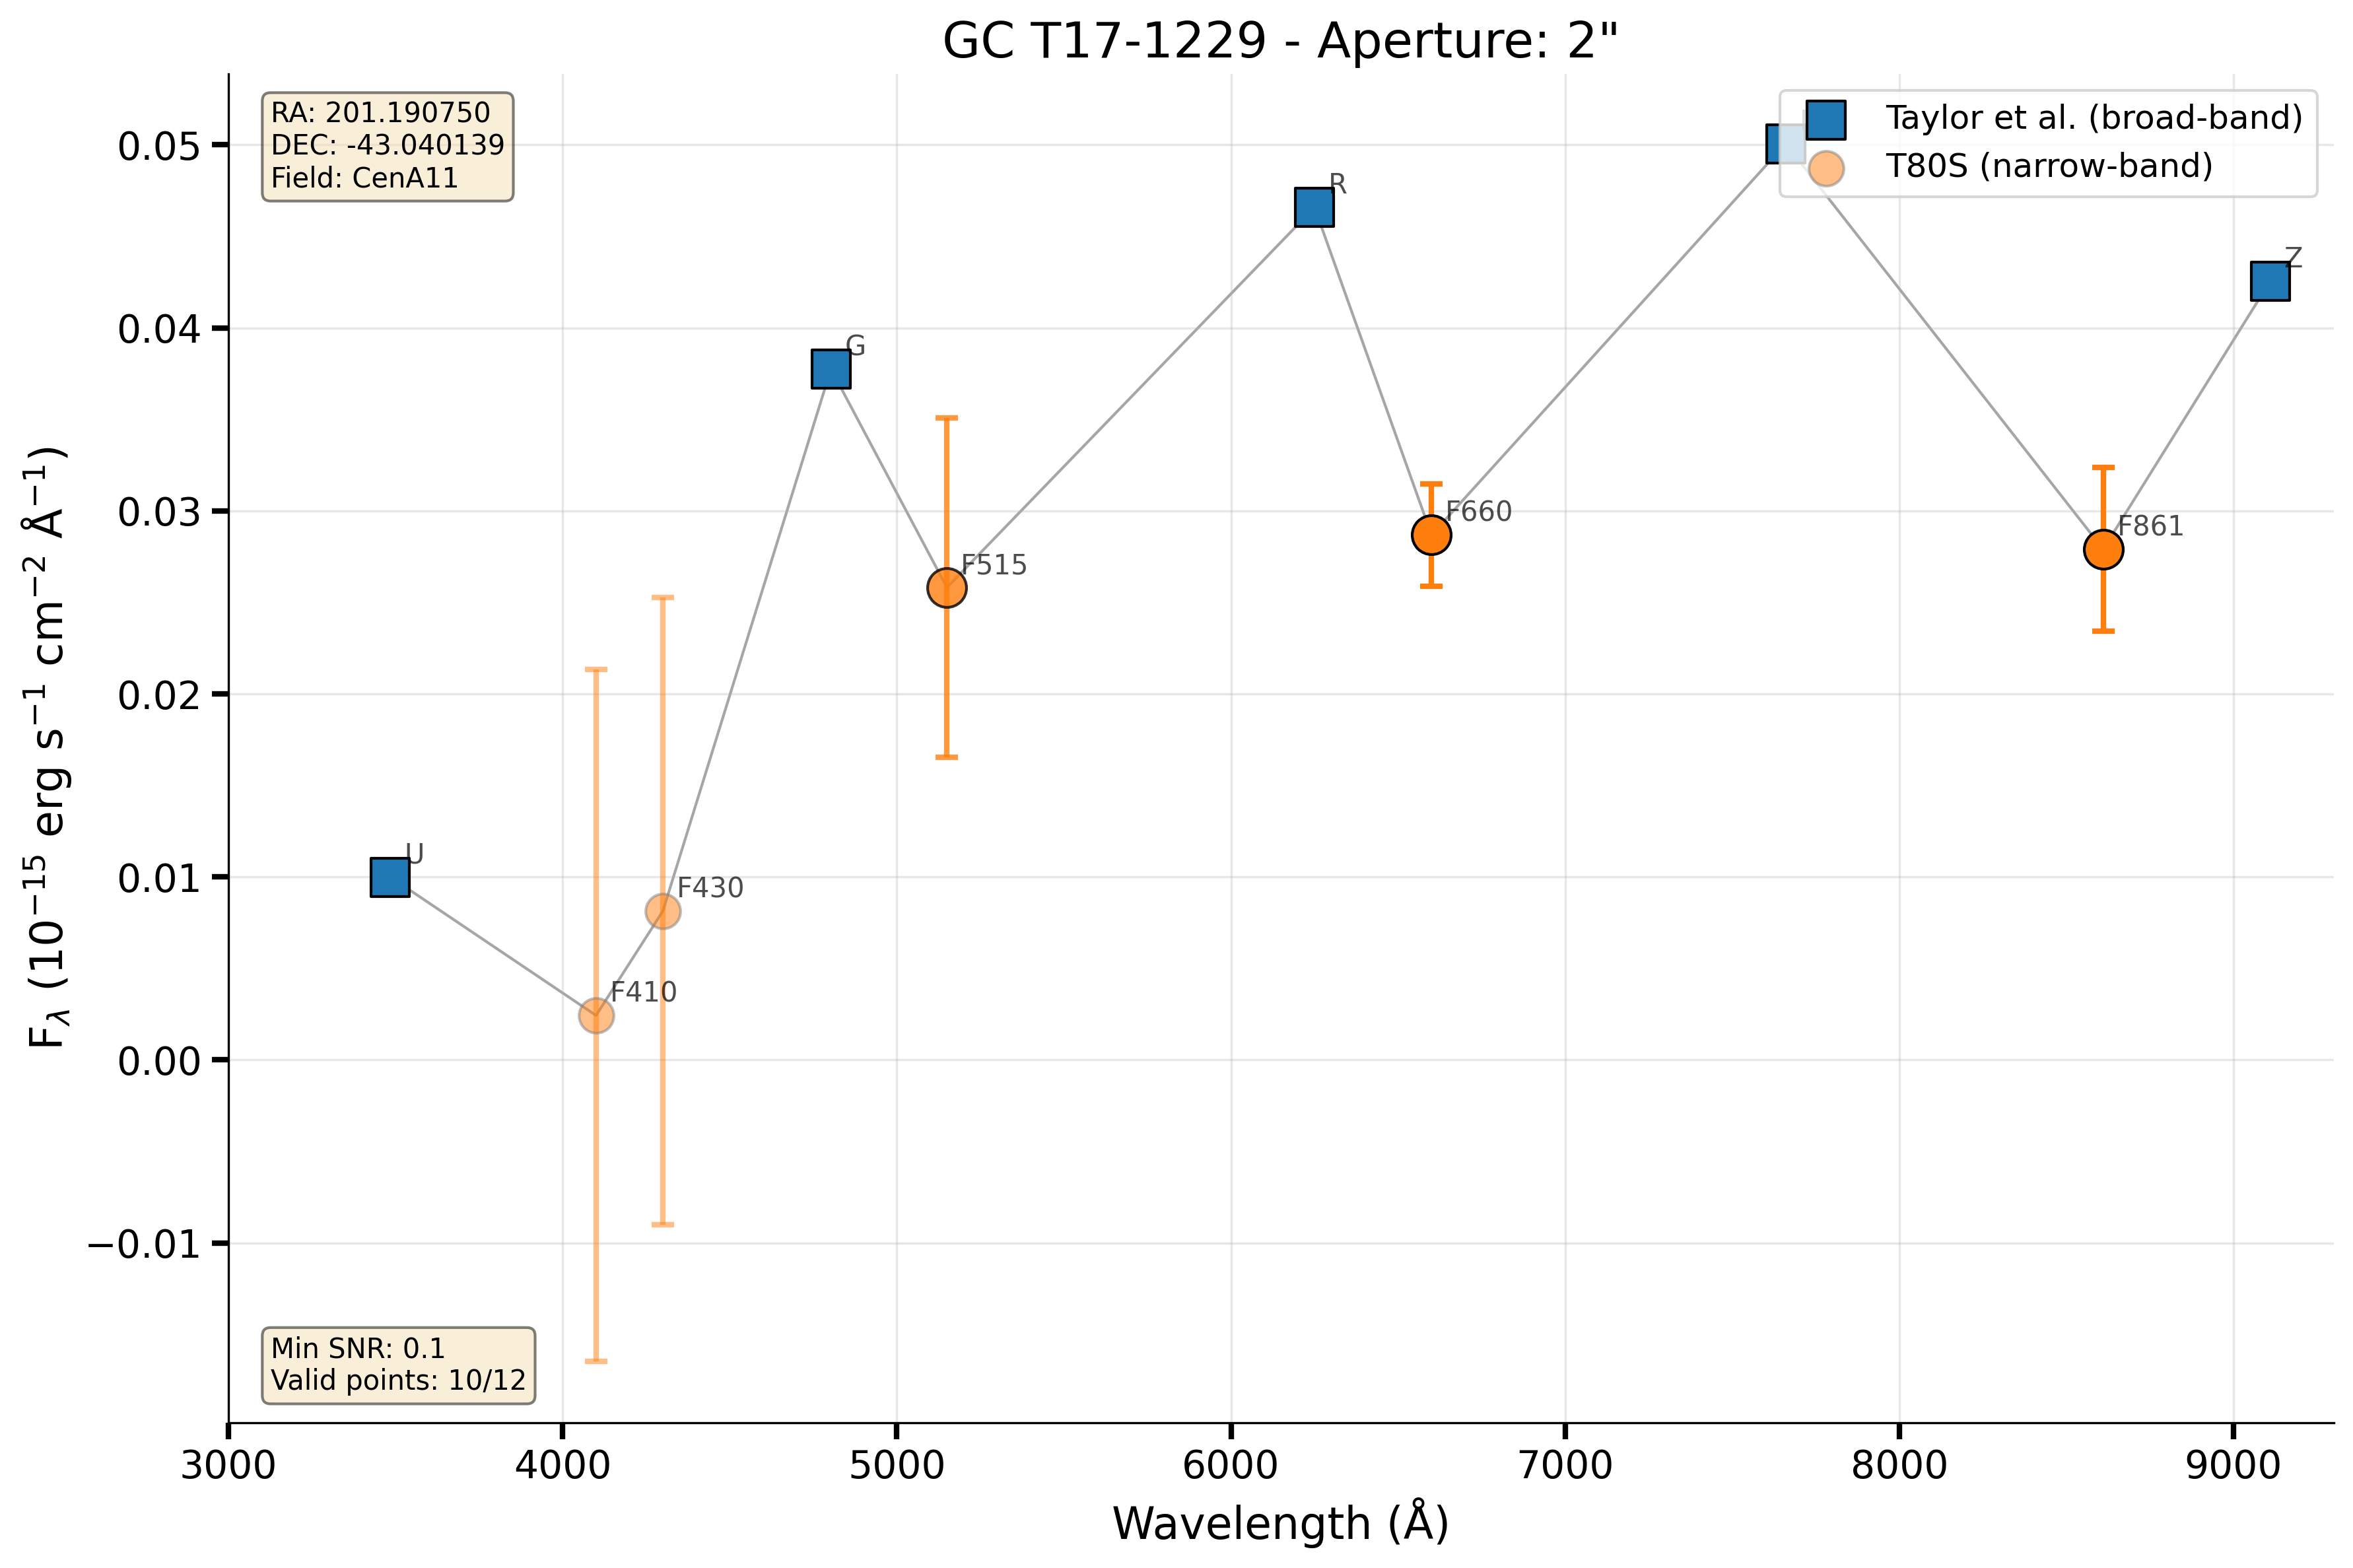 GC T17-1229 - Aperture: 2"
RA: 201.190750
DEC: -43.040139
Field: CenA11
Taylor et al. (broad-band)
T80S (narrow-band)
F$_{λ}$ (10$^{−15}$ erg s$^{−1}$ cm$^{−2}$ Å$^{−1}$)
0.05
0.04
0.03
0.02
0.01
0.00
−0.01
U
F410
F430
G
F515
R
F660
F861
Z
Min SNR: 0.1
Valid points: 10/12
3000 4000 5000 6000 7000 8000 9000
Wavelength (Å)